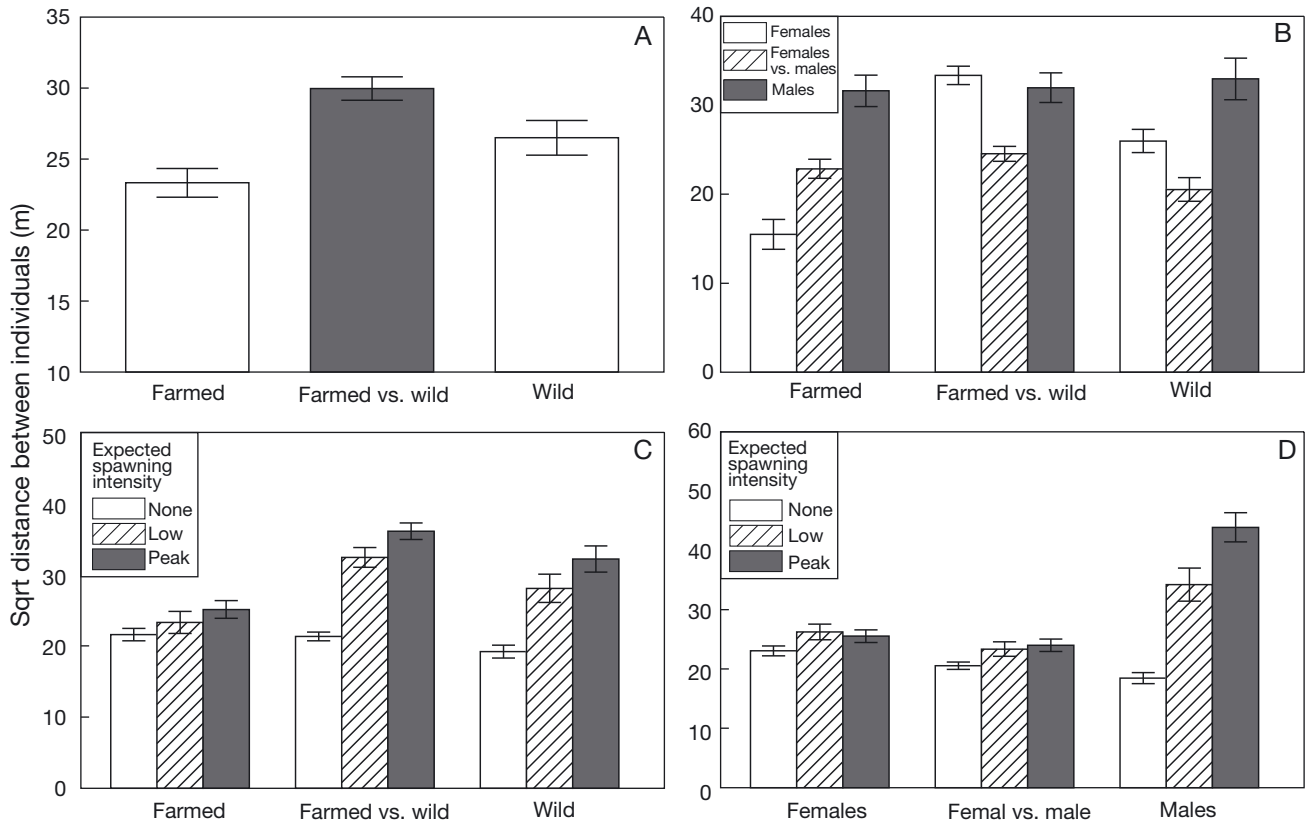 Sqrt distance between individuals (m)
A
35
30
25
20
15
10
Farmed
Farmed vs. wild
Wild
B
Females
Females
vs. males
Males
40
30
20
10
0
Farmed
Farmed vs. wild
Wild
C
Expected
spawning
intensity
None
Low
Peak
50
40
30
20
10
0
Farmed
Farmed vs. wild
Wild
D
Expected
spawning
intensity
None
Low
Peak
60
50
40
30
20
10
0
Females
Femal vs. male
Males